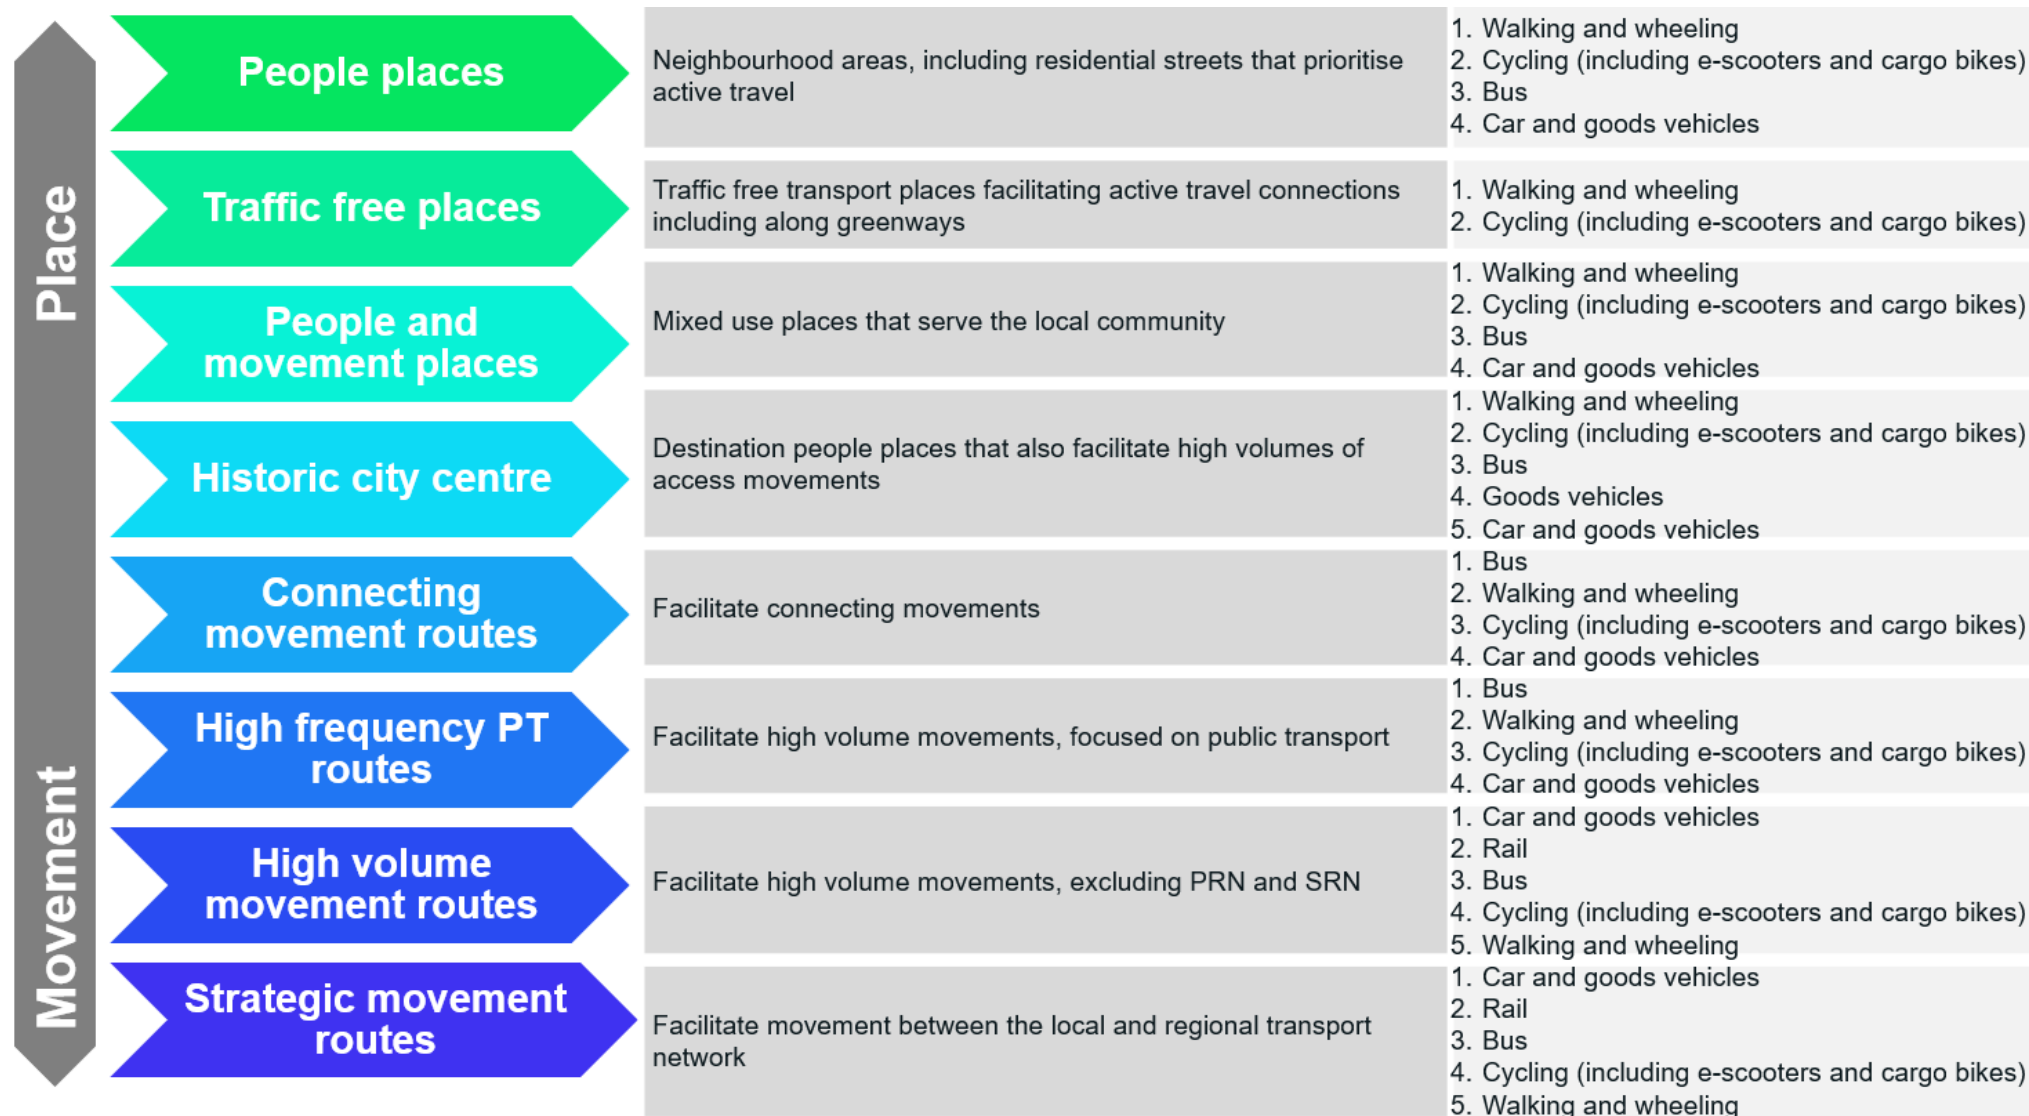 Place
Movement
People places
Neighbourhood areas, including residential streets that prioritise
active travel
1. Walking and wheeling
2. Cycling (including e-scooters and cargo bikes)
3. Bus
4. Car and goods vehicles
Traffic free places
Traffic free transport places facilitating active travel connections
including along greenways
1. Walking and wheeling
2. Cycling (including e-scooters and cargo bikes)
People and
movement places
Mixed use places that serve the local community
1. Walking and wheeling
2. Cycling (including e-scooters and cargo bikes)
3. Bus
4. Car and goods vehicles
Historic city centre
Destination people places that also facilitate high volumes of
access movements
1. Walking and wheeling
2. Cycling (including e-scooters and cargo bikes)
3. Bus
4. Goods vehicles
5. Car and goods vehicles
Connecting
movement routes
Facilitate connecting movements
1. Bus
2. Walking and wheeling
3. Cycling (including e-scooters and cargo bikes)
4. Car and goods vehicles
High frequency PT
routes
Facilitate high volume movements, focused on public transport
1. Bus
2. Walking and wheeling
3. Cycling (including e-scooters and cargo bikes)
4. Car and goods vehicles
High volume
movement routes
Facilitate high volume movements, excluding PRN and SRN
1. Car and goods vehicles
2. Rail
3. Bus
4. Cycling (including e-scooters and cargo bikes)
5. Walking and wheeling
Strategic movement
routes
Facilitate movement between the local and regional transport
network
1. Car and goods vehicles
2. Rail
3. Bus
4. Cycling (including e-scooters and cargo bikes)
5. Walking and wheeling